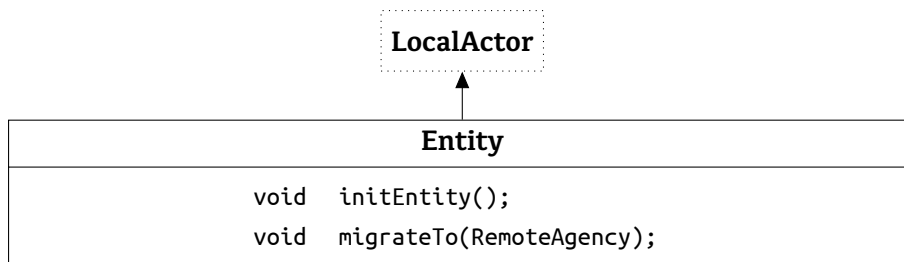 LocalActor
Entity
void initEntity();
void migrateTo(RemoteAgency);